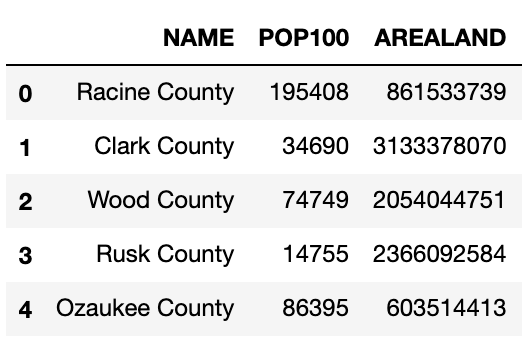 NAME POP100 AREALAND
0 Racine County 195408 861533739
1 Clark County 34690 3133378070
2 Wood County 74749 2054044751
3 Rusk County 14755 2366092584
4 Ozaukee County 86395 603514413